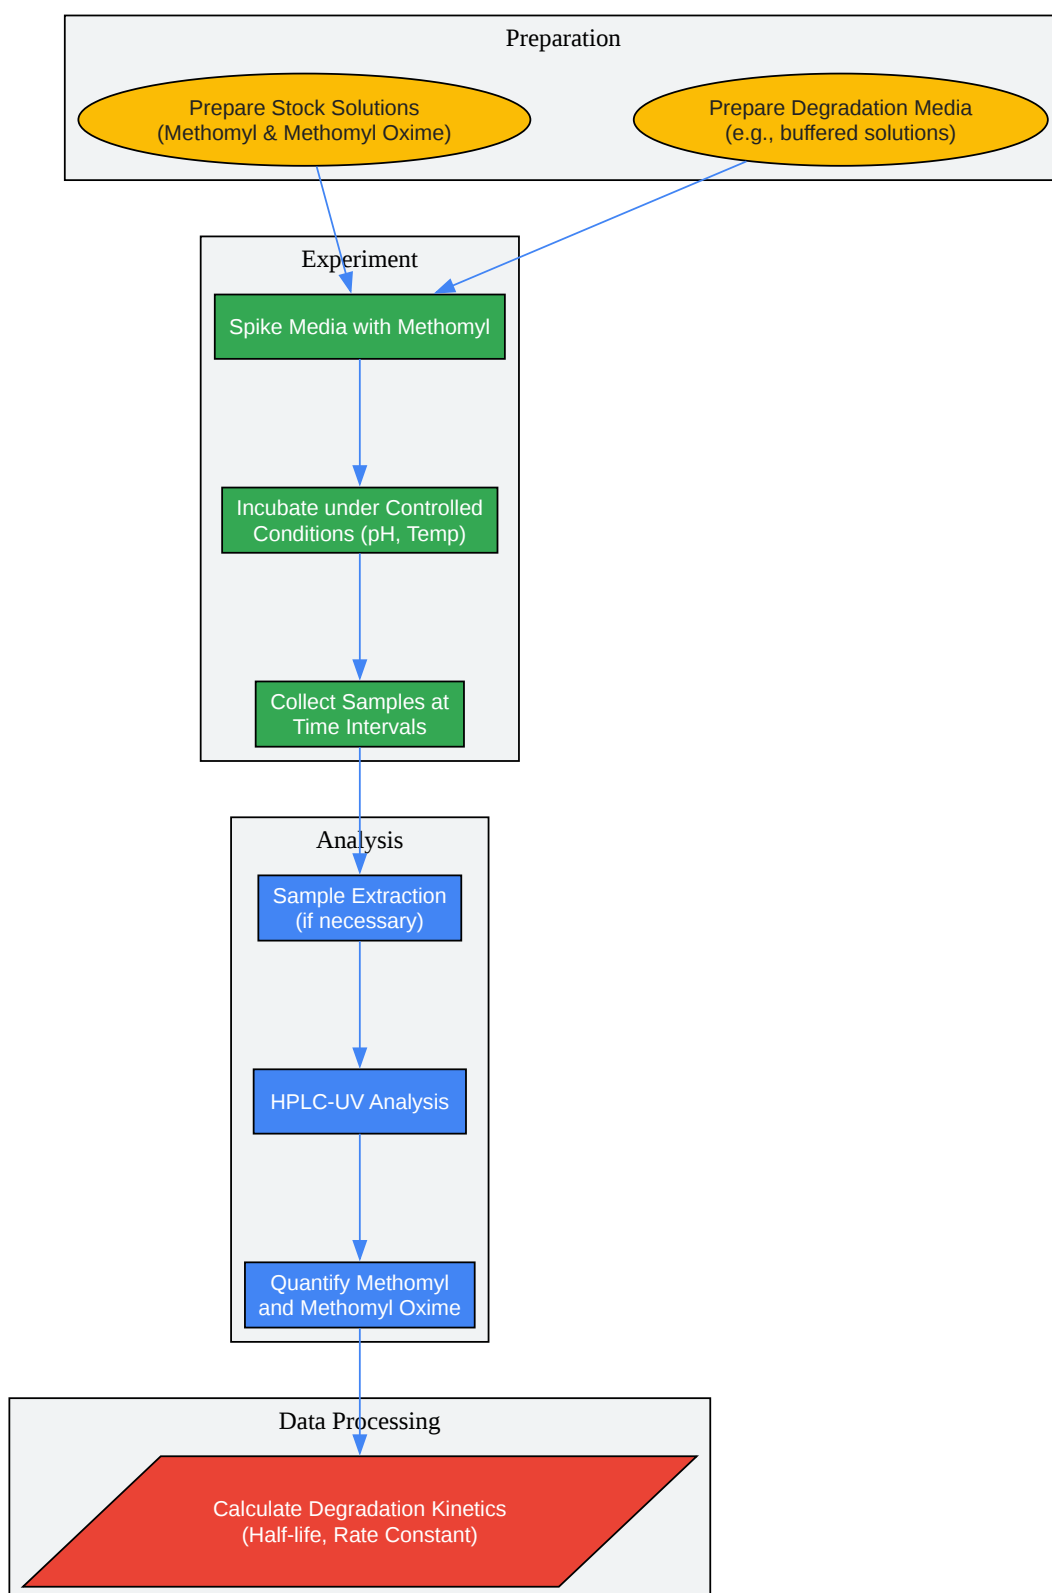 Preparation
Prepare Stock Solutions
(Methomyl & Methomyl Oxime)
Prepare Degradation Media
(e.g., buffered solutions)
Experiment
Spike Media with Methomyl
Incubate under Controlled
Conditions (pH, Temp)
Collect Samples at
Time Intervals
Analysis
Sample Extraction
(if necessary)
HPLC-UV Analysis
Quantify Methomyl
and Methomyl Oxime
Data Processing
Calculate Degradation Kinetics
(Half-life, Rate Constant)